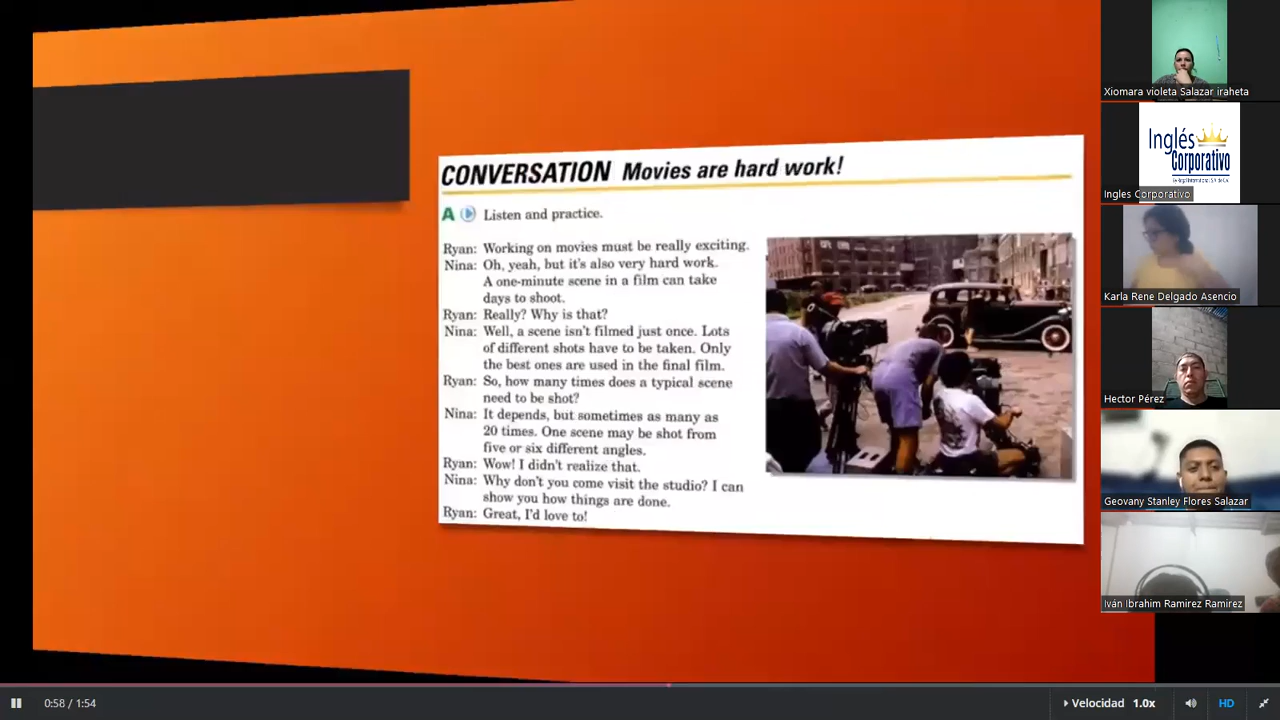 CONVERSATION Movies are hard work!
A Listen and practice.
Ryan: Working on movies must be really exciting.
Nina: Oh, yeah, but it's also very hard work.
A one-minute scene in a film can take
days to shoot.
Ryan: Really? Why is that?
Nina: Well, a scene isn't filmed just once. Lots
of different shots have to be taken. Only
the best ones are used in the final film.
Ryan: So, how many times does a typical scene
need to be shot?
Nina: It depends, but sometimes as many as
20 times. One scene may be shot from
five or six different angles.
Ryan: Wow! I didn't realize that.
Nina: Why don't you come visit the studio? I can
show you how things are done.
Ryan: Great, I'd love to!
Xiomara violeta Salazar iraheta
Inglés
Corporativo
Ingles Corporativo
Karla Rene Delgado Asencio
Hector Pérez
Geovany Stanley Flores Salazar
Iván Ibrahim Ramirez Ramirez
0:58 / 1:54
Velocidad 1.0x
HD